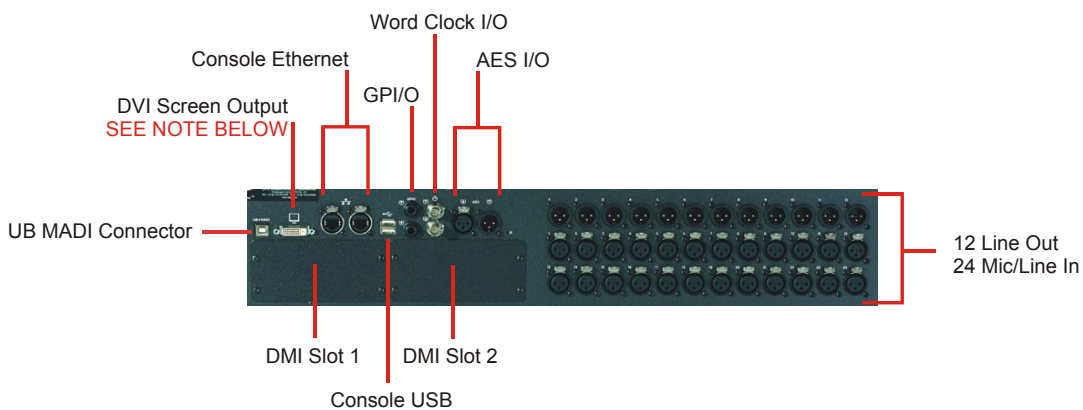 Word Clock I/O
Console Ethernet
AES I/O
GPI/O
DVI Screen Output
SEE NOTE BELOW
UB MADI Connector
12 Line Out
24 Mic/Line In
DMI Slot 1
DMI Slot 2
Console USB